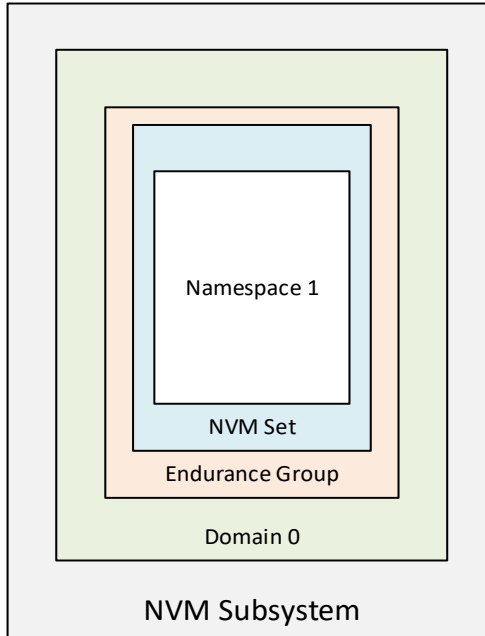 Namespace 1
NVM Set
Endurance Group
Domain 0
NVM Subsystem